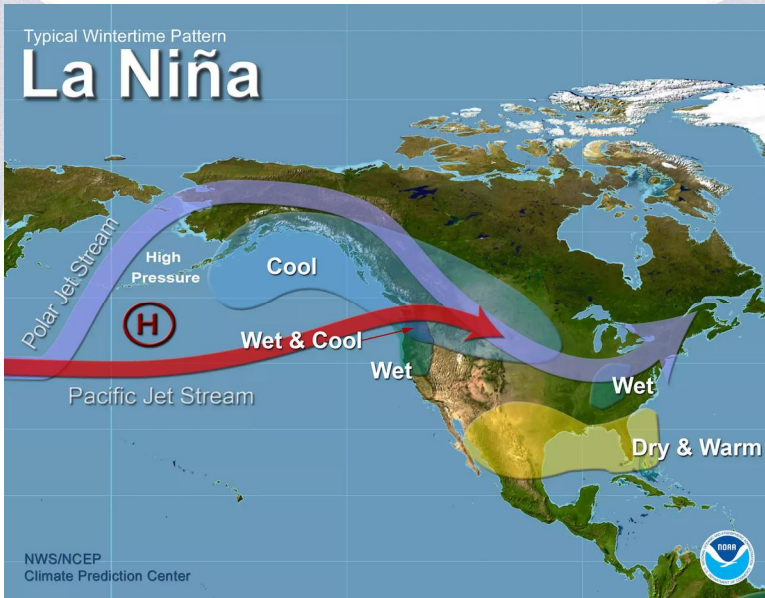 Typical Wintertime Pattern
La Niña
Polar Jet Stream
High
Pressure
H
Cool
Wet & Cool
Wet
Pacific Jet Stream
Wet
Dry & Warm
NWS/NCEP
Climate Prediction Center
NOAA